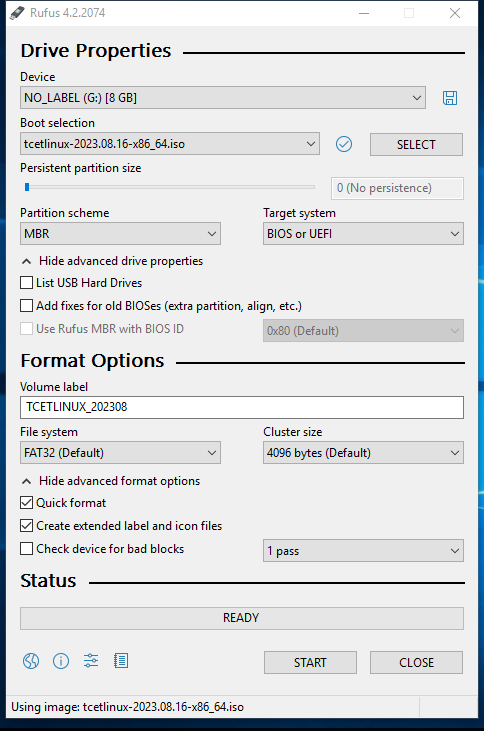 Rufus 4.2.2074
Drive Properties
Device
NO_LABEL (G:) [8 GB]
Boot selection
tcetlinux-2023.08.16-x86_64.iso
SELECT
Persistent partition size
0 (No persistence)
Partition scheme
Target system
MBR
BIOS or UEFI
Hide advanced drive properties
List USB Hard Drives
Add fixes for old BIOSes (extra partition, align, etc.)
Use Rufus MBR with BIOS ID
0x80 (Default)
Format Options
Volume label
TCETLINUX_202308
File system
Cluster size
FAT32 (Default)
4096 bytes (Default)
Hide advanced format options
Quick format
Create extended label and icon files
Check device for bad blocks
1 pass
Status
READY
START
CLOSE
Using image: tcetlinux-2023.08.16-x86_64.iso